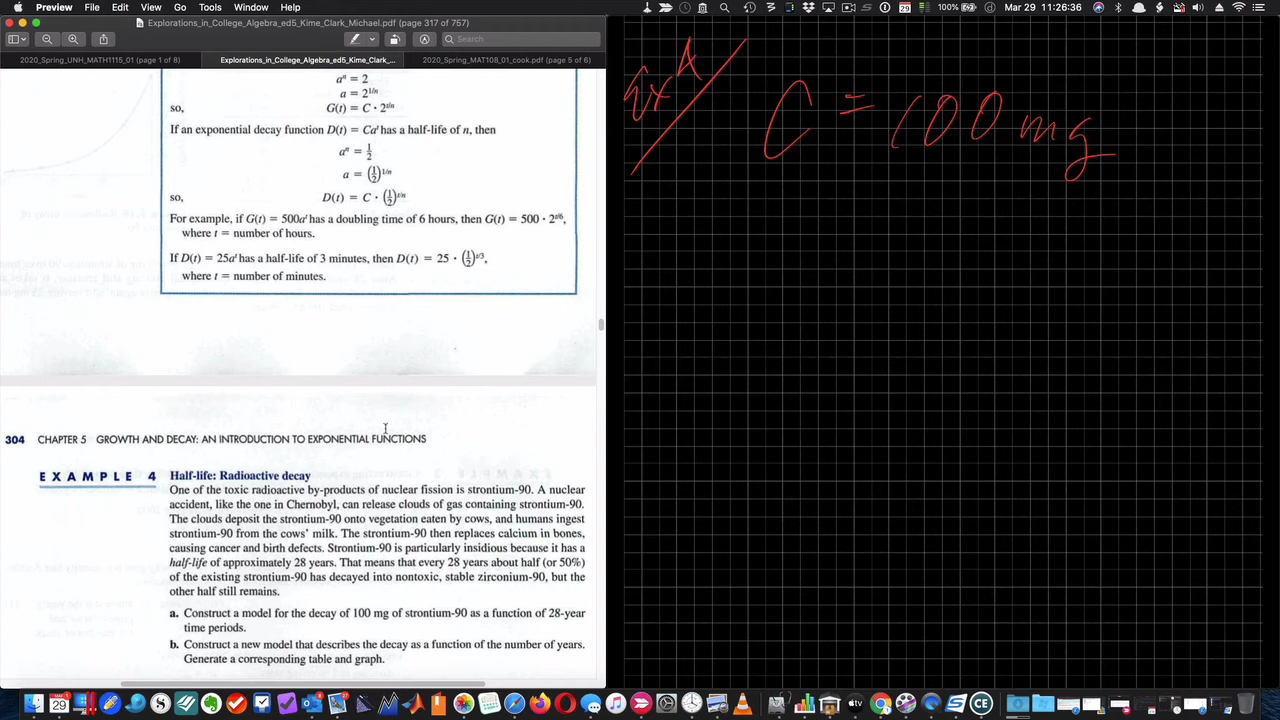 Preview File Edit View Go Tools Window Help
100% Mar 29 11:26:36
Explorations_in_College_Algebra_ed5_Kime_Clark_Michael.pdf (page 317 of 757)
Search
2020_Spring_UNH_MATH1115_01 (page 1 of 8) Explorations_in_College_Algebra_ed5_Kime_Clark_... 2020_Spring_MAT108_01_cook.pdf (page 5 of 6)
aⁿ = 2
a = 2^{1/n}
so, G(t) = C · 2^{t/n}
If an exponential decay function D(t) = Caᵗ has a half-life of n, then
aⁿ = 1/2
a = (1/2)^{1/n}
so, D(t) = C · (1/2)^{t/n}
For example, if G(t) = 500aᵗ has a doubling time of 6 hours, then G(t) = 500 · 2^{t/6},
where t = number of hours.
If D(t) = 25aᵗ has a half-life of 3 minutes, then D(t) = 25 · (1/2)^{t/3},
where t = number of minutes.
304 CHAPTER 5 GROWTH AND DECAY: AN INTRODUCTION TO EXPONENTIAL FUNCTIONS
EXAMPLE 4 Half-life: Radioactive decay
One of the toxic radioactive by-products of nuclear fission is strontium-90. A nuclear
accident, like the one in Chernobyl, can release clouds of gas containing strontium-90.
The clouds deposit the strontium-90 onto vegetation eaten by cows, and humans ingest
strontium-90 from the cows' milk. The strontium-90 then replaces calcium in bones,
causing cancer and birth defects. Strontium-90 is particularly insidious because it has a
half-life of approximately 28 years. That means that every 28 years about half (or 50%)
of the existing strontium-90 has decayed into nontoxic, stable zirconium-90, but the
other half still remains.
a. Construct a model for the decay of 100 mg of strontium-90 as a function of 28-year
time periods.
b. Construct a new model that describes the decay as a function of the number of years.
Generate a corresponding table and graph.
C = 100 mg